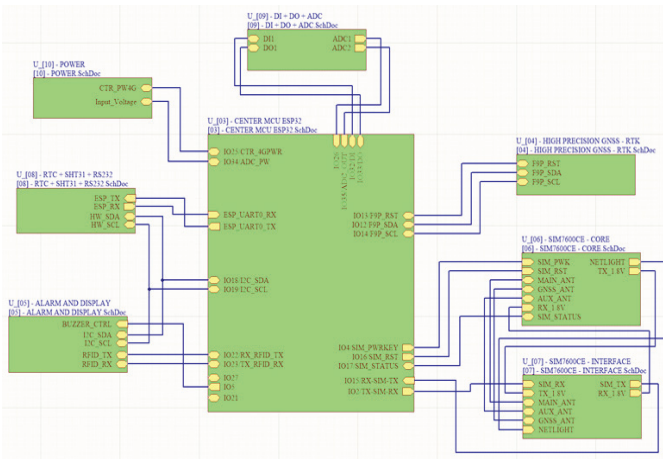 U_[09] - DI + DO + ADC
[09] - DI + DO + ADC SchDoc
DI1
DO1
ADC1
ADC2
U_[10] - POWER
[10] - POWER SchDoc
CTR_PW4G
Input_Voltage
U_[03] - CENTER MCU ESP32
[03] - CENTER MCU ESP32 SchDoc
IO34 ADC_PW
ESP_UART0_RX
ESP_UART0_TX
IO18 I2C_SDA
IO19 I2C_SCL
IO22 RX_RFID_TX
IO23 TX_RFID_RX
IO27
IO5
IO21
IO13 F9P_RST
IO12 F9P_SDA
IO14 F9P_SCL
IO4 SIM_PWRKEY
IO16 SIM_RST
IO17 SIM_STATUS
IO15 RX-SIM-TX
IO2 TX-SIM-RX
U_[04] - HIGH PRECISION GNSS - RTK
[04] - HIGH PRECISION GNSS - RTK SchDoc
F9P_RST
F9P_SDA
F9P_SCL
U_[08] - RTC + SHT31 + RS232
[08] - RTC + SHT31 + RS232 SchDoc
ESP_TX
ESP_RX
HW_SDA
HW_SCL
U_[06] - SIM7600CE - CORE
[06] - SIM7600CE - CORE SchDoc
SIM_PWK
SIM_RST
MAIN_ANT
GNSS_ANT
AUX_ANT
RX_1.8V
SIM_STATUS
NETLIGHT
TX_1.8V
U_[05] - ALARM AND DISPLAY
[05] - ALARM AND DISPLAY SchDoc
BUZZER_CTRL
I2C_SDA
I2C_SCL
RFID_TX
RFID_RX
U_[07] - SIM7600CE - INTERFACE
[07] - SIM7600CE - INTERFACE SchDoc
SIM_RX
TX_1.8V
MAIN_ANT
AUX_ANT
GNSS_ANT
NETLIGHT
SIM_TX
RX_1.8V